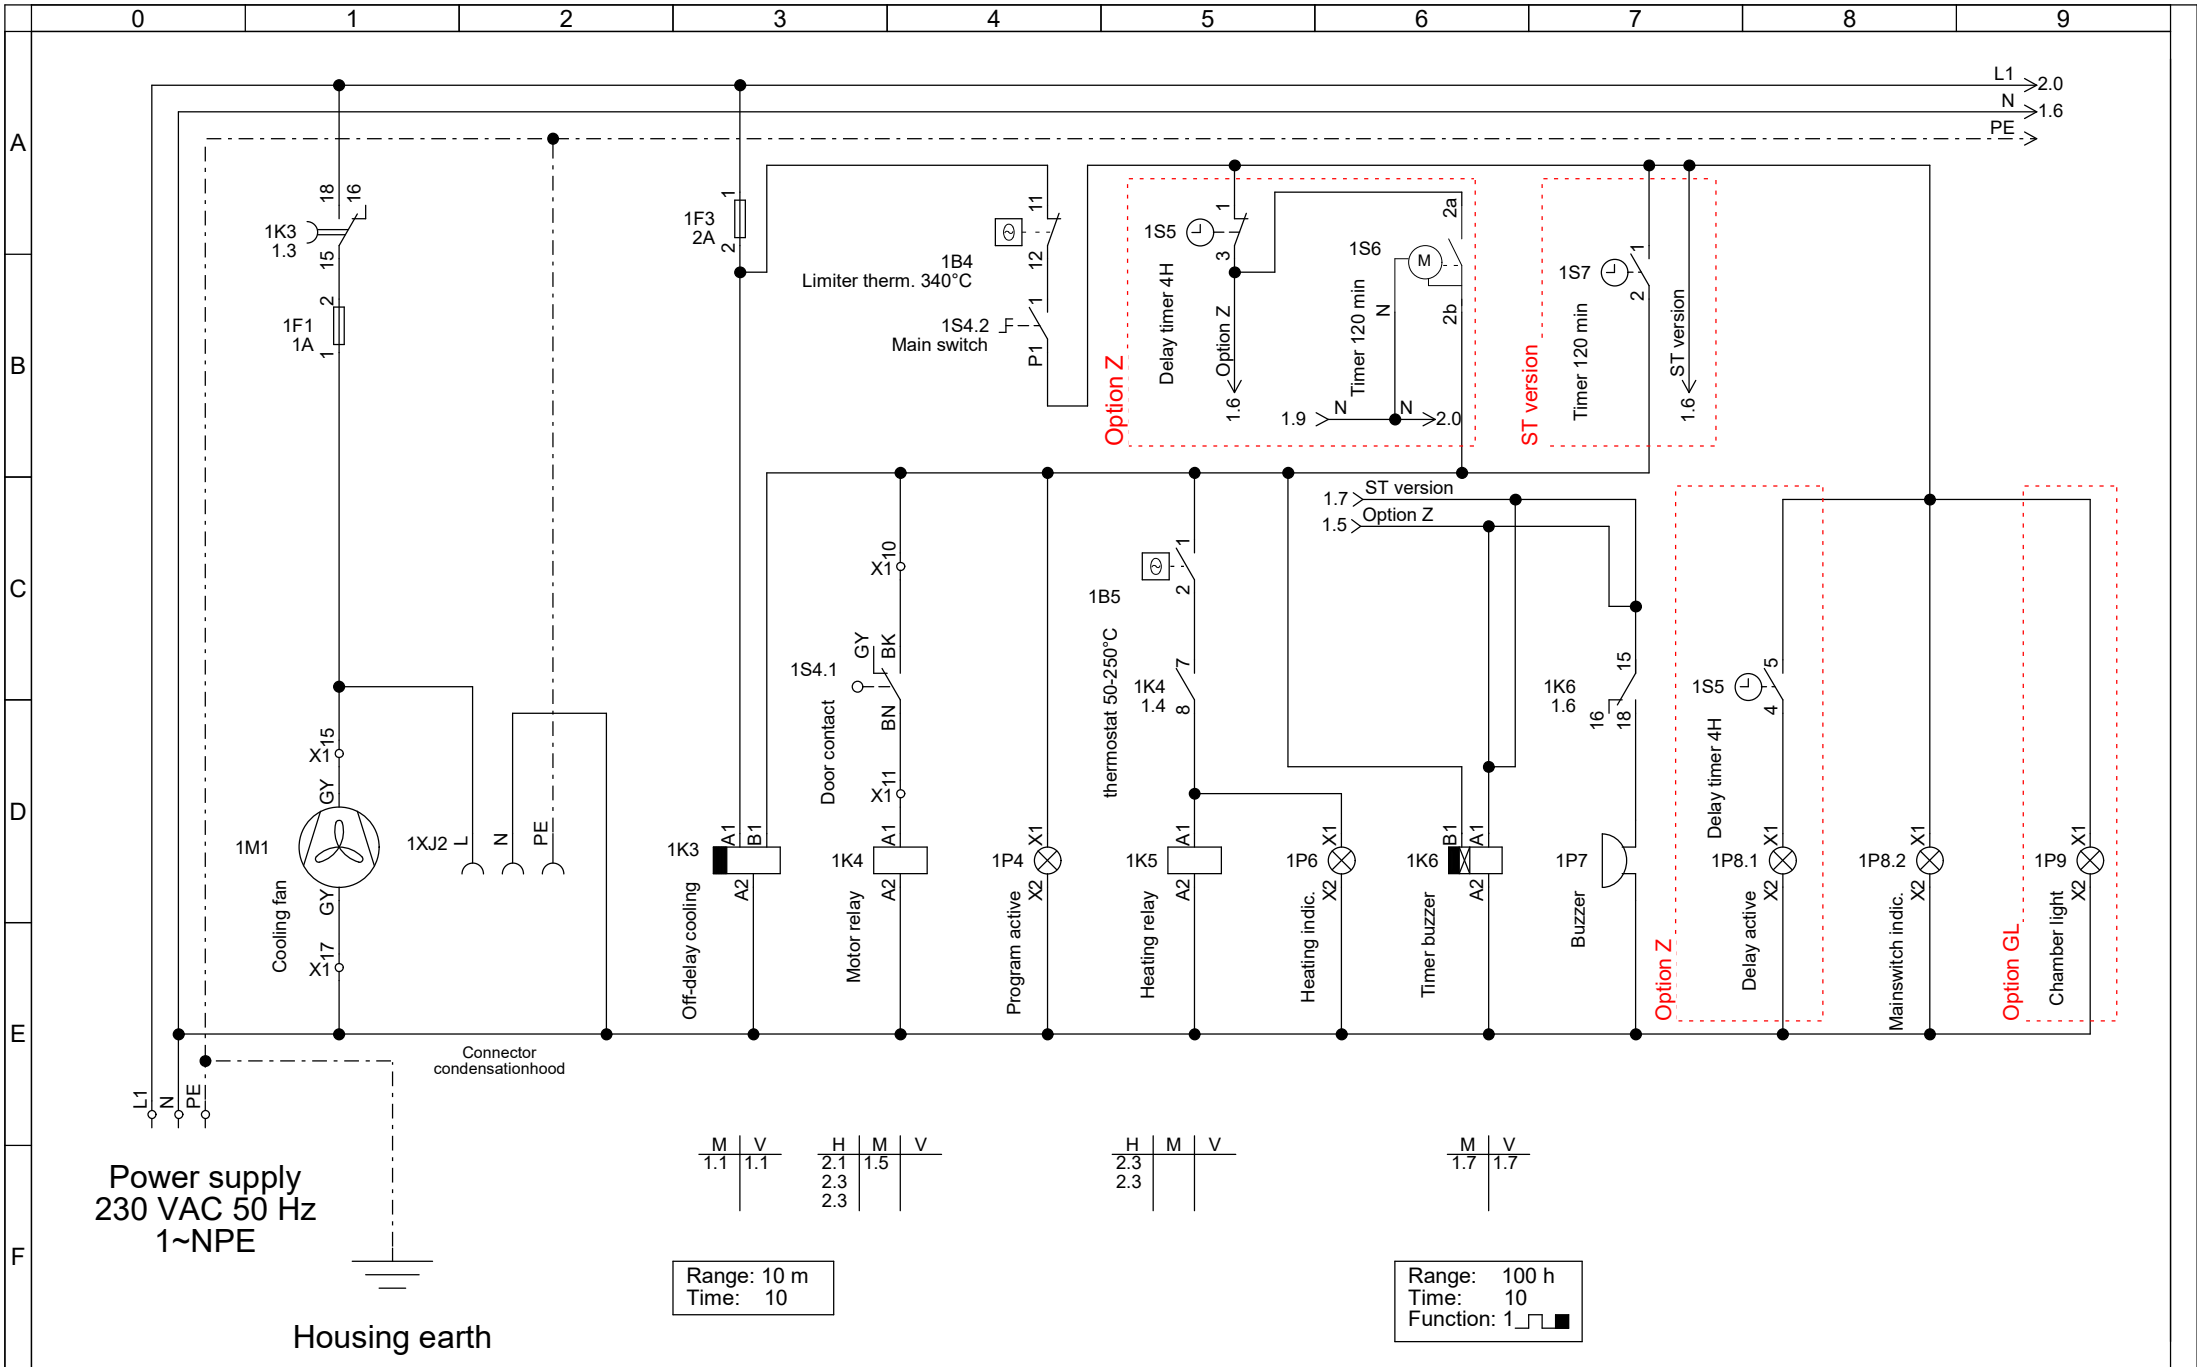 0 1 2 3 4 5 6 7 8 9
A
B
C
D
E
F
L1
2.0
N
1.6
PE
18 16
1K3
1.3
15
2
1F1
1A
1
1
1F3
2A
2
11
1B4
12
Limiter therm. 340°C
1
1S4.2
Main switch
P1
1
1S5
3
Delay timer 4H
Option Z
1.6
Option Z
2a
1S6
M
2b
N
Timer 120 min
1.9
N
N
2.0
1
1S7
2
Timer 120 min
ST version
1.6
ST version
1.7
ST version
1.5
Option Z
X1 10
GY BK
1S4.1
BN
Door contact
X1 11
1
2
1B5
thermostat 50-250°C
7
1K4
1.4
8
15
1K6
1.6
16 18
5
1S5
4
Delay timer 4H
X1 15
GY
1M1
Cooling fan
GY
X1 17
1XJ2
L
N
PE
1K3
A1 B1
A2
Off-delay cooling
1K4
A1
A2
Motor relay
1P4
X1
X2
Program active
1K5
A1
A2
Heating relay
1P6
X1
X2
Heating indic.
1K6
B1 A1
A2
Timer buzzer
1P7
Buzzer
1P8.1
X1
X2
Delay active
Option Z
1P8.2
X1
X2
Mainswitch indic.
1P9
X1
X2
Chamber light
Option GL
Connector
condensationhood
L1
N
PE
Power supply
230 VAC 50 Hz
1~NPE
Housing earth
M V
1.1 1.1
H M V
2.1 1.5
2.3
2.3
H M V
2.3
2.3
M V
1.7 1.7
Range: 10 m
Time: 10
Range: 100 h
Time: 10
Function: 1